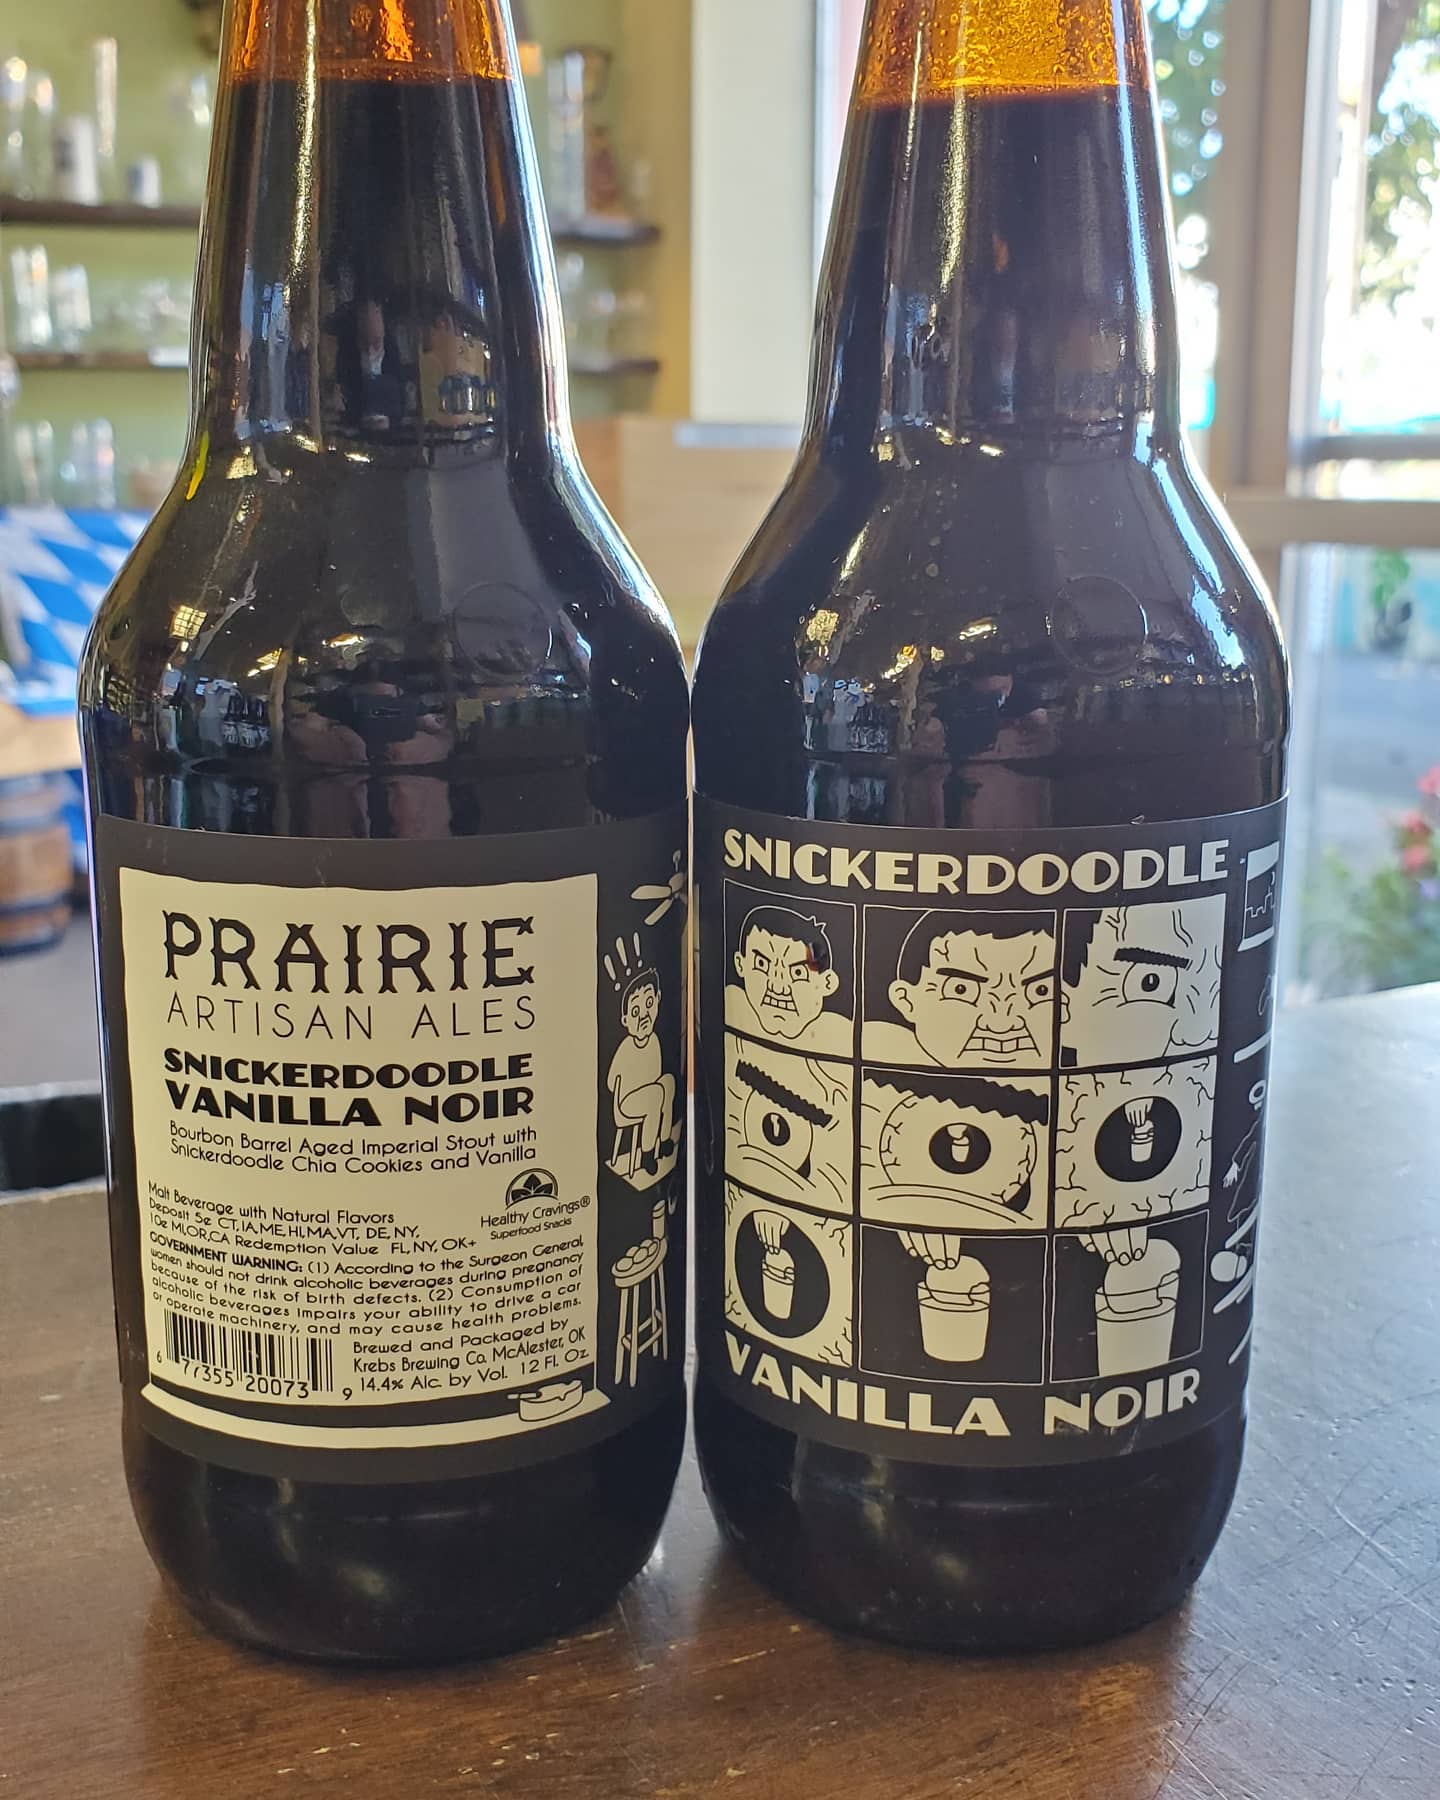 PRAIRIE
ARTISAN ALES
SNICKERDOODLE
VANILLA NOIR
Bourbon Barrel Aged Imperial Stout with
Snickerdoodle Chia Cookies and Vanilla
Malt Beverage with Natural Flavors
Deposit 5¢ CT,IA,ME,HI,MA,VT, DE, NY,
10¢ MI,OR,CA Redemption Value FL, NY, OK+
Healthy Cravings®
Superfood Snacks
GOVERNMENT WARNING: (1) According to the Surgeon General,
women should not drink alcoholic beverages during pregnancy
because of the risk of birth defects. (2) Consumption of
alcoholic beverages impairs your ability to drive a car
or operate machinery, and may cause health problems.
Brewed and Packaged by
Krebs Brewing Co. McAlester, OK
14.4% Alc. by Vol. 12 Fl. Oz.
6 77355 20073 9
!!!
SNICKERDOODLE
VANILLA NOIR